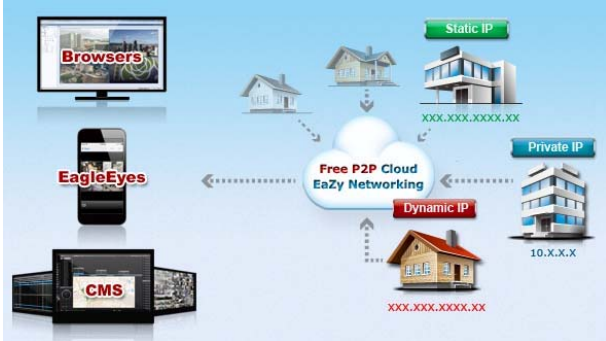 Browsers
Static IP
xxx.xxx.xxxx.xx
EagleEyes
Free P2P Cloud
EaZy Networking
Private IP
10.X.X.X
Dynamic IP
xxx.xxx.xxxx.xx
CMS